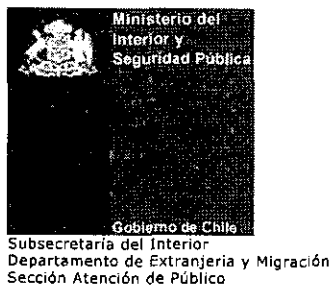 Ministerio del
Interior y
Seguridad Pública
Gobierno de Chile
Subsecretaría del Interior
Departamento de Extranjería y Migración
Sección Atención de Público